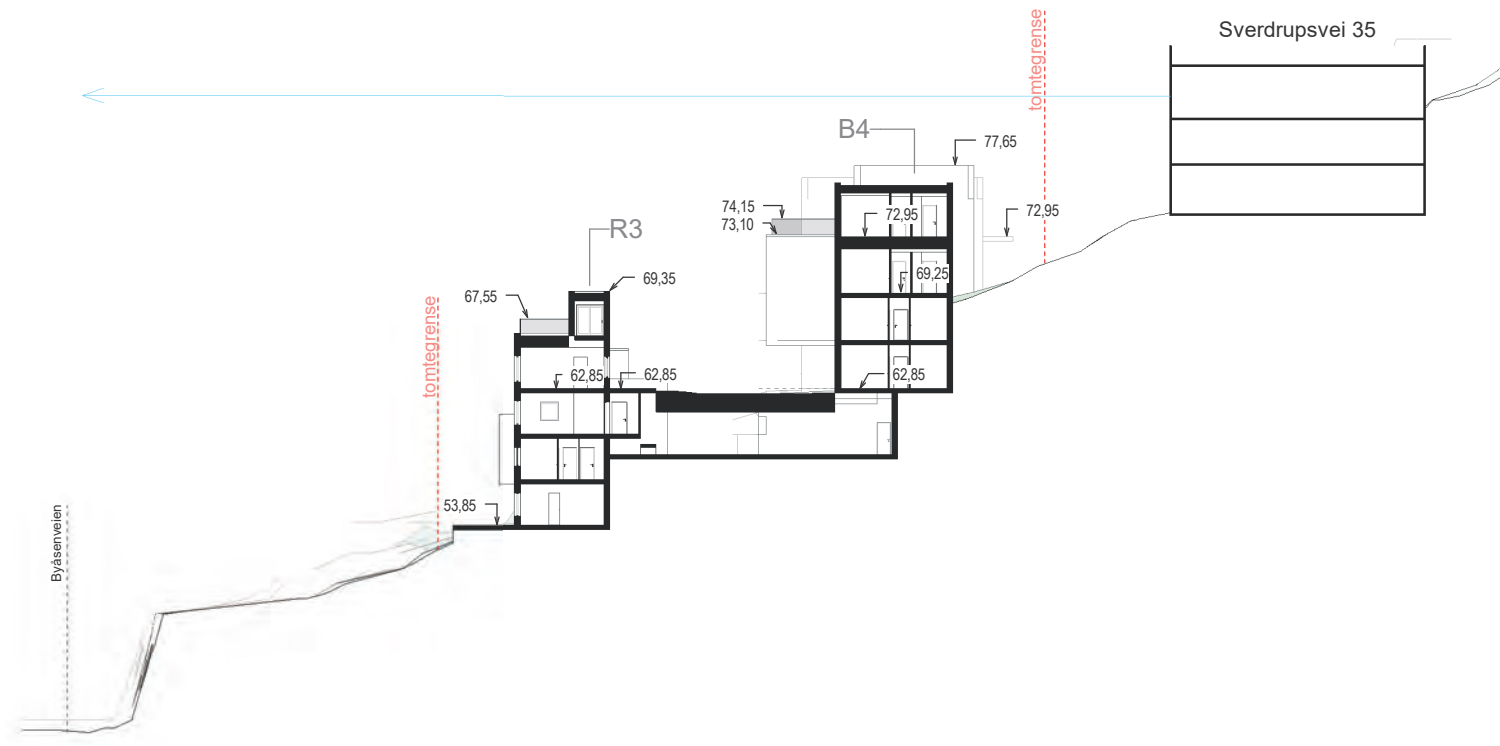 Sverdrupsvei 35
tomtegrense
B4
77,65
74,15
73,10
72,95
72,95
R3
69,35
69,25
67,55
tomtegrense
62,85
62,85
62,85
53,85
Byåsenveien